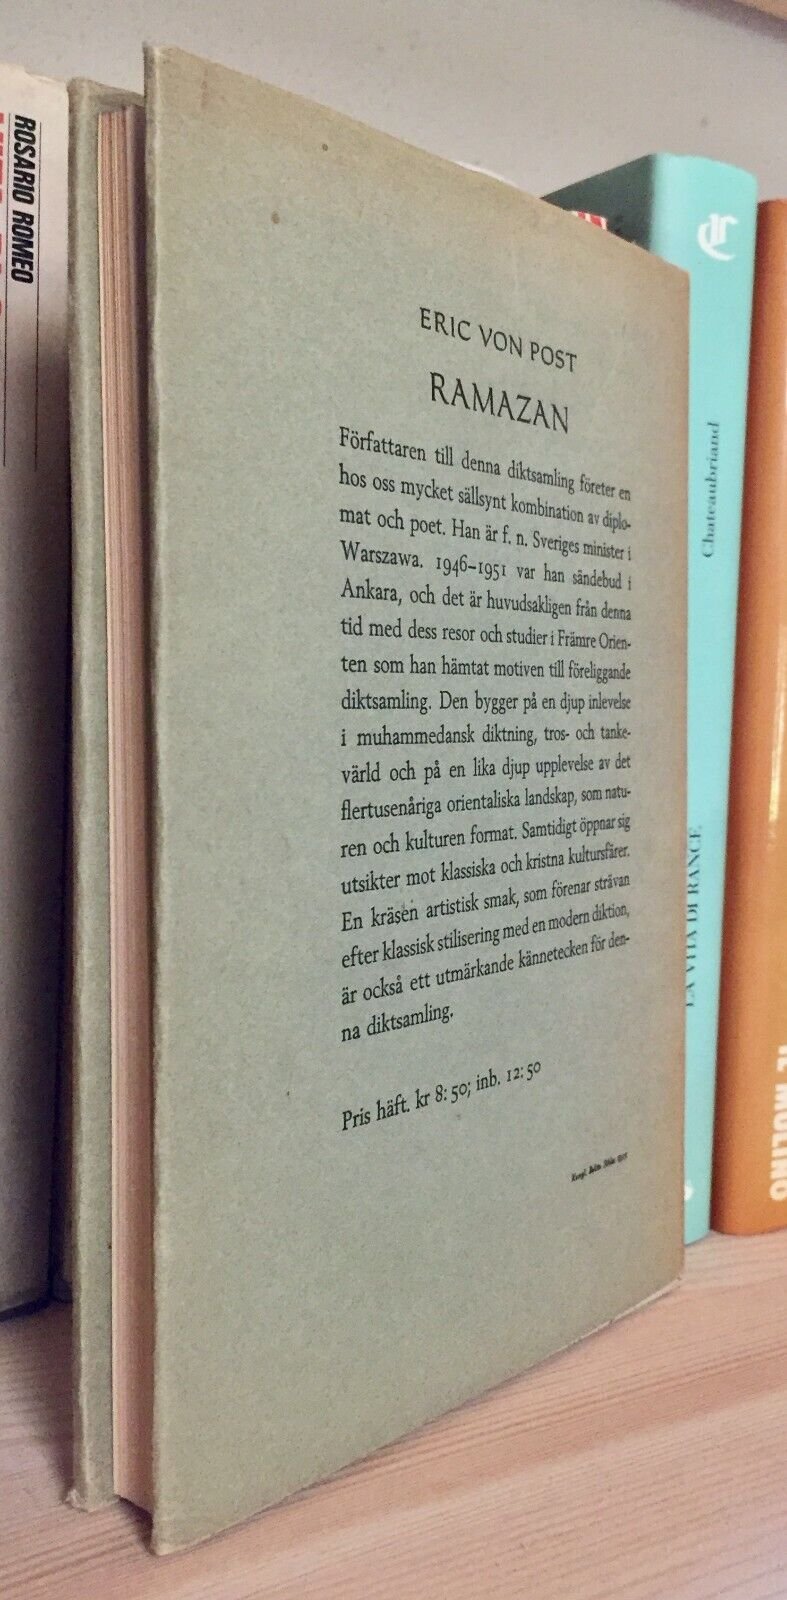 ERIC VON POST
RAMAZAN
Författaren till denna diktsamling företer en
hos oss mycket sällsynt kombination av diplo-
mat och poet. Han är f. n. Sveriges minister i
Warszawa. 1946–1951 var han sändebud i
Ankara, och det är huvudsakligen från denna
tid med dess resor och studier i Främre Orien-
ten som han hämtat motiven till föreliggande
diktsamling. Den bygger på en djup inlevelse
i muhammedansk diktning, tros- och tanke-
värld och på en lika djup upplevelse av det
flertusenåriga orientaliska landskap, som natu-
ren och kulturen format. Samtidigt öppnar sig
utsikter mot klassiska och kristna kultursfärer.
En kräsen artistisk smak, som förenar strävan
efter klassisk stilisering med en modern diktion,
är också ett utmärkande kännetecken för den-
na diktsamling.
Pris häft. kr 8: 50; inb. 12: 50
ROSARIO ROMEO
Chateaubriand
LA VITA DI RANCÉ
IL MULINO